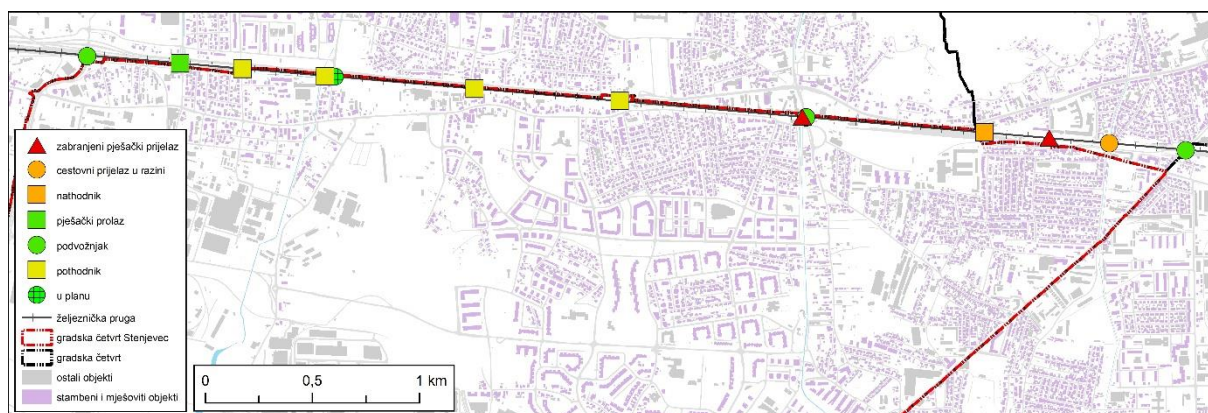 zabranjeni pješački prijelaz
cestovni prijelaz u razini
nathodnik
pješački prolaz
podvožnjak
pothodnik
u planu
željeznička pruga
gradska četvrt Stenjevec
gradska četvrt
ostali objekti
stambeni i mješoviti objekti
0 0,5 1 km